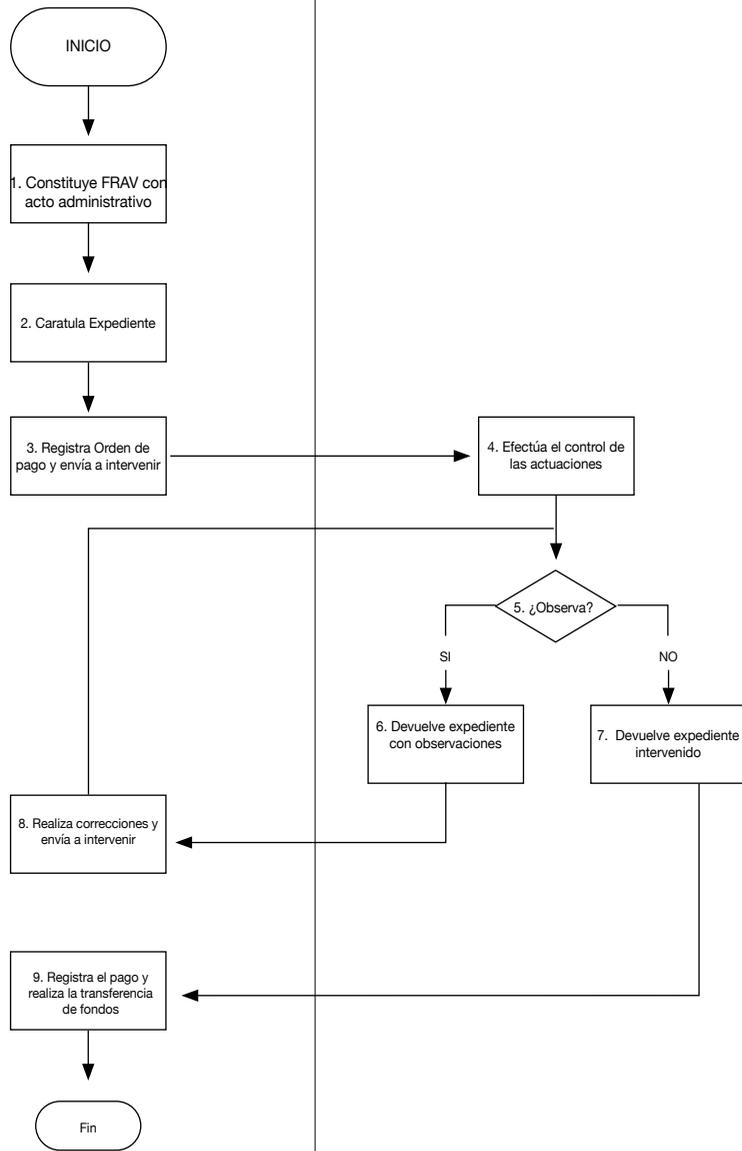 INICIO
1. Constituye FRAV con
acto administrativo
2. Caratula Expediente
3. Registra Orden de
pago y envía a intervenir
4. Efectúa el control de
las actuaciones
5. ¿Observa?
SI
NO
6. Devuelve expediente
con observaciones
7. Devuelve expediente
intervenido
8. Realiza correcciones y
envía a intervenir
9. Registra el pago y
realiza la transferencia
de fondos
Fin